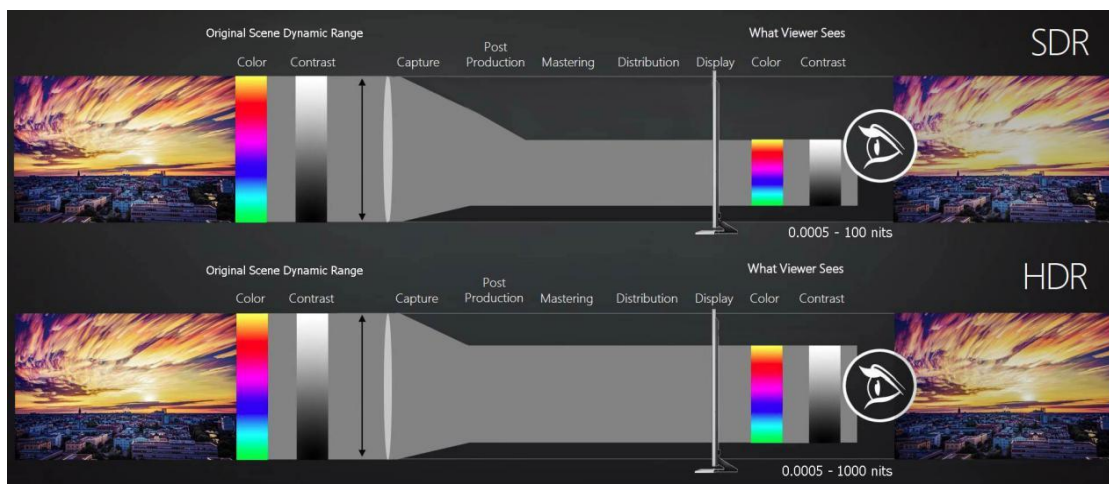 Original Scene Dynamic Range
What Viewer Sees
SDR
Color Contrast Capture Post Production Mastering Distribution Display Color Contrast
0.0005 - 100 nits
Original Scene Dynamic Range
What Viewer Sees
HDR
Color Contrast Capture Post Production Mastering Distribution Display Color Contrast
0.0005 - 1000 nits